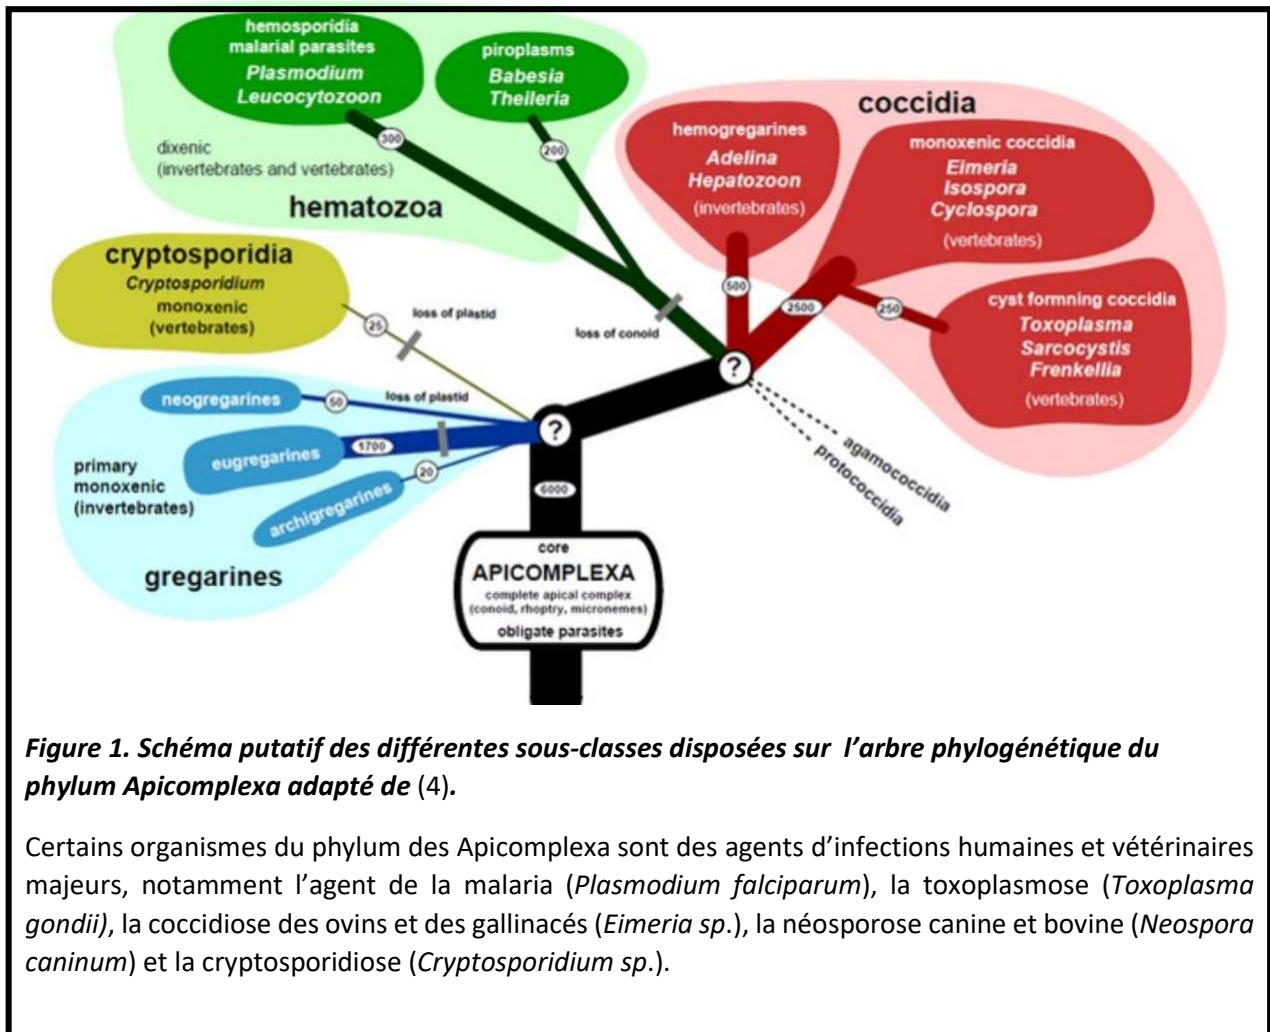 hemosporidia
malarial parasites
Plasmodium
Leucocytozoon
piroplasms
Babesia
Theileria
300
200
dixenic
(invertebrates and vertebrates)
hematozoa
coccidia
hemogregarines
Adelina
Hepatozoon
(invertebrates)
monoxenic coccidia
Eimeria
Isospora
Cyclospora
(vertebrates)
500
2500
250
cyst formning coccidia
Toxoplasma
Sarcocystis
Frenkellia
(vertebrates)
cryptosporidia
Cryptosporidium
monoxenic
(vertebrates)
25
loss of plastid
loss of conoid
?
agamococcidia
protococcidia
neogregarines
50
loss of plastid
eugregarines
1700
?
archigregarines
20
primary
monoxenic
(invertebrates)
gregarines
6000
core
APICOMPLEXA
complete apical complex
(conoid, rhoptry, micronemes)
obligate parasites
Figure 1. Schéma putatif des différentes sous-classes disposées sur l’arbre phylogénétique du
phylum Apicomplexa adapté de (4).
Certains organismes du phylum des Apicomplexa sont des agents d’infections humaines et vétérinaires
majeurs, notamment l’agent de la malaria (Plasmodium falciparum), la toxoplasmose (Toxoplasma
gondii), la coccidiose des ovins et des gallinacés (Eimeria sp.), la néosporose canine et bovine (Neospora
caninum) et la cryptosporidiose (Cryptosporidium sp.).